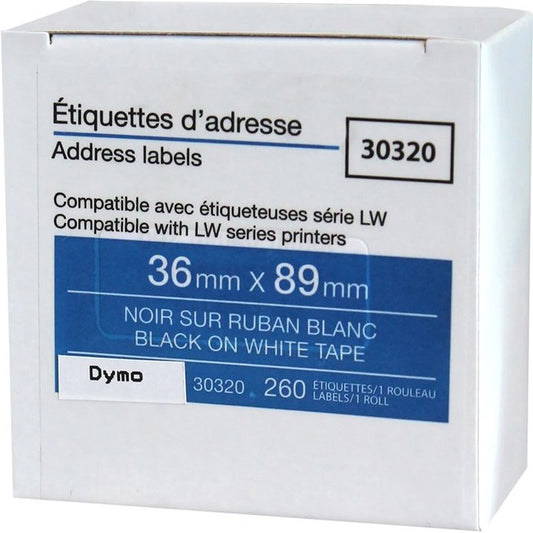 Étiquettes d'adresse
Address labels
30320
Compatible avec étiqueteuses série LW
Compatible with LW series printers
36mm x 89mm
NOIR SUR RUBAN BLANC
BLACK ON WHITE TAPE
Dymo
30320 260 ÉTIQUETTES/1 ROULEAU
LABELS/1 ROLL